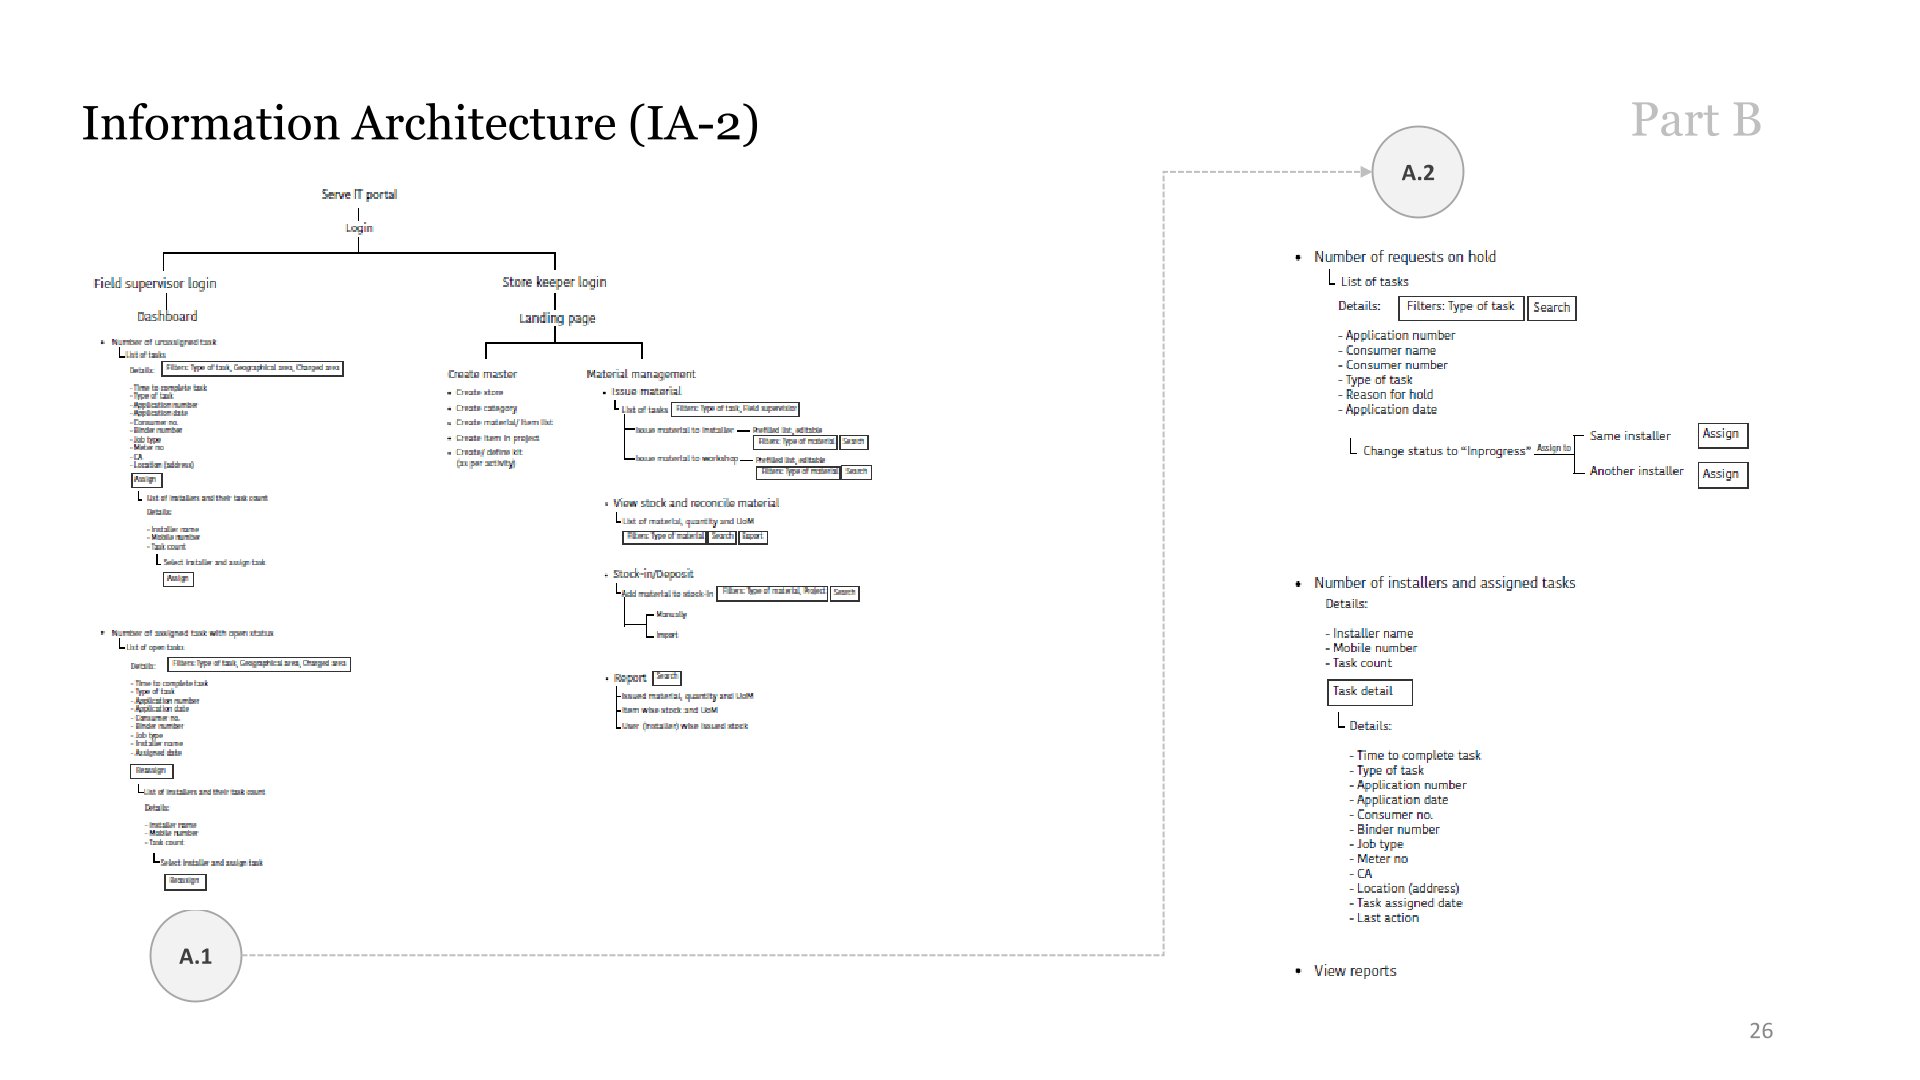 Information Architecture (IA-2)
Part B
Serve IT portal
Login
Field supervisor login
Dashboard
• Number of unassigned task
List of tasks
Details: Filters: Type of task, Geographical area, Changed area
- Time to complete task
- Type of task
- Application number
- Application date
- Consumer no.
- Binder number
- Job type
- Meter no
- CA
- Location (address)
Assign
List of installers and their task count
Details:
- Installer name
- Mobile number
- Task count
Select installer and assign task
Assign
• Number of assigned task with open status
List of open tasks
Details: Filters: Type of task, Geographical area, Changed area
- Time to complete task
- Type of task
- Application number
- Application date
- Consumer no.
- Binder number
- Job type
- Installer name
- Assigned date
Reassign
List of installers and their task count
Details:
- Installer name
- Mobile number
- Task count
Select installer and assign task
Reassign
A.1
Store keeper login
Landing page
Create master
• Create store
• Create category
• Create material/ Item list
• Create item in project
• Create/ define kit
(as per activity)
Material management
• Issue material
List of tasks Filters: Type of task, Field supervisor
Issue material to installer Prefilled list, editable
Filters: Type of material Search
Issue material to workshop Prefilled list, editable
Filters: Type of material Search
• View stock and reconcile material
List of material, quantity and UoM
Filters: Type of material Search Report
• Stock-in/Deposit
Add material to stock-in Filters: Type of material, Project Search
Manually
Import
• Report Search
Issued material, quantity and UoM
Item wise stock and UoM
User (installer) wise issued stock
A.2
• Number of requests on hold
List of tasks
Details: Filters: Type of task Search
- Application number
- Consumer name
- Consumer number
- Type of task
- Reason for hold
- Application date
Change status to “Inprogress” Assign to
Same installer Assign
Another installer Assign
• Number of installers and assigned tasks
Details:
- Installer name
- Mobile number
- Task count
Task detail
Details:
- Time to complete task
- Type of task
- Application number
- Application date
- Consumer no.
- Binder number
- Job type
- Meter no
- CA
- Location (address)
- Task assigned date
- Last action
• View reports
26